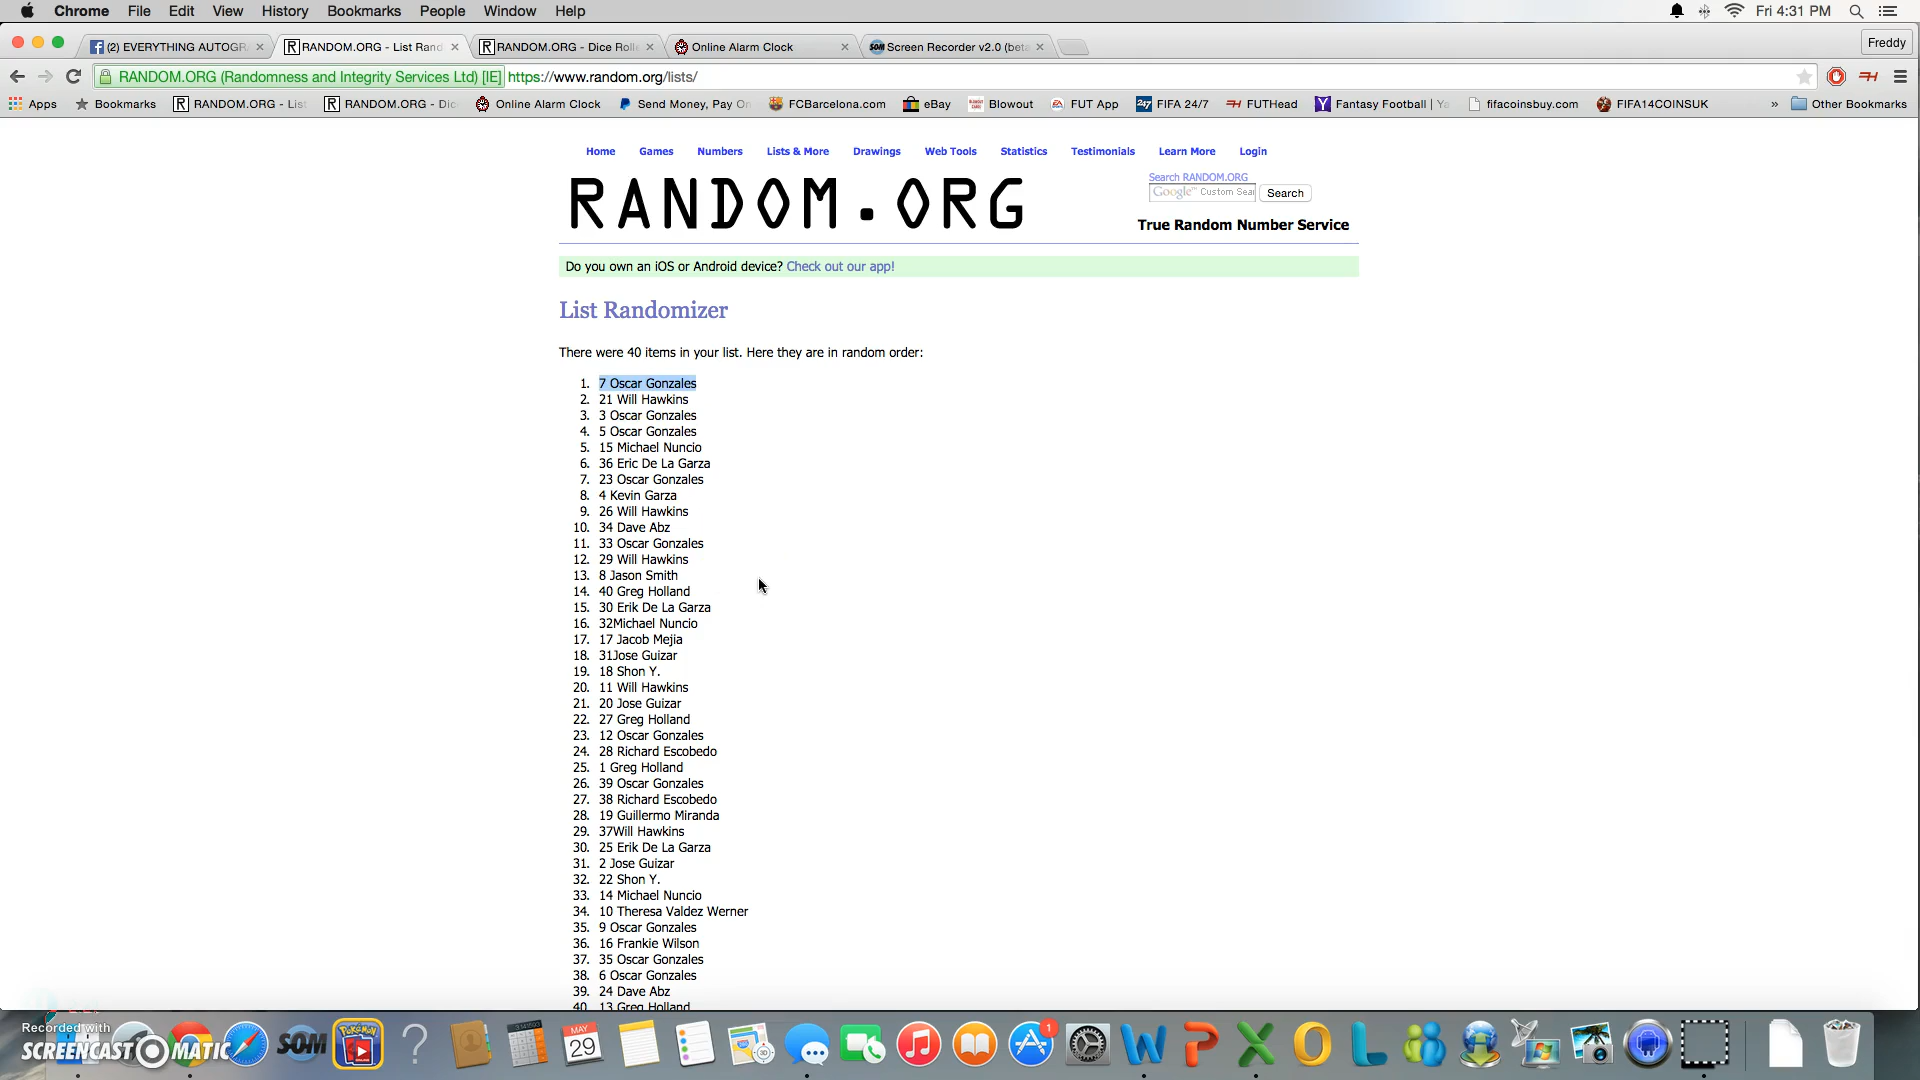 Chrome File Edit View History Bookmarks People Window Help Fri 4:31 PM
(2) EVERYTHING AUTOGR RANDOM.ORG - List Rand RANDOM.ORG - Dice Rolle Online Alarm Clock Screen Recorder v2.0 (beta Freddy
RANDOM.ORG (Randomness and Integrity Services Ltd) [IE] https://www.random.org/lists/
Apps Bookmarks RANDOM.ORG - List RANDOM.ORG - Dic Online Alarm Clock Send Money, Pay On FCBarcelona.com eBay Blowout FUT App FIFA 24/7 FUTHead Fantasy Football | Ya fifacoinsbuy.com FIFA14COINSUK » Other Bookmarks
Home Games Numbers Lists & More Drawings Web Tools Statistics Testimonials Learn More Login
RANDOM.ORG
Search RANDOM.ORG
Google™ Custom Sear Search
True Random Number Service
Do you own an iOS or Android device? Check out our app!
List Randomizer
There were 40 items in your list. Here they are in random order:
1. 7 Oscar Gonzales
2. 21 Will Hawkins
3. 3 Oscar Gonzales
4. 5 Oscar Gonzales
5. 15 Michael Nuncio
6. 36 Eric De La Garza
7. 23 Oscar Gonzales
8. 4 Kevin Garza
9. 26 Will Hawkins
10. 34 Dave Abz
11. 33 Oscar Gonzales
12. 29 Will Hawkins
13. 8 Jason Smith
14. 40 Greg Holland
15. 30 Erik De La Garza
16. 32Michael Nuncio
17. 17 Jacob Mejia
18. 31Jose Guizar
19. 18 Shon Y.
20. 11 Will Hawkins
21. 20 Jose Guizar
22. 27 Greg Holland
23. 12 Oscar Gonzales
24. 28 Richard Escobedo
25. 1 Greg Holland
26. 39 Oscar Gonzales
27. 38 Richard Escobedo
28. 19 Guillermo Miranda
29. 37Will Hawkins
30. 25 Erik De La Garza
31. 2 Jose Guizar
32. 22 Shon Y.
33. 14 Michael Nuncio
34. 10 Theresa Valdez Werner
35. 9 Oscar Gonzales
36. 16 Frankie Wilson
37. 35 Oscar Gonzales
38. 6 Oscar Gonzales
39. 24 Dave Abz
40. 13 Greg Holland
Recorded with
SCREENCAST MATIC
SOM
MAY
29
1